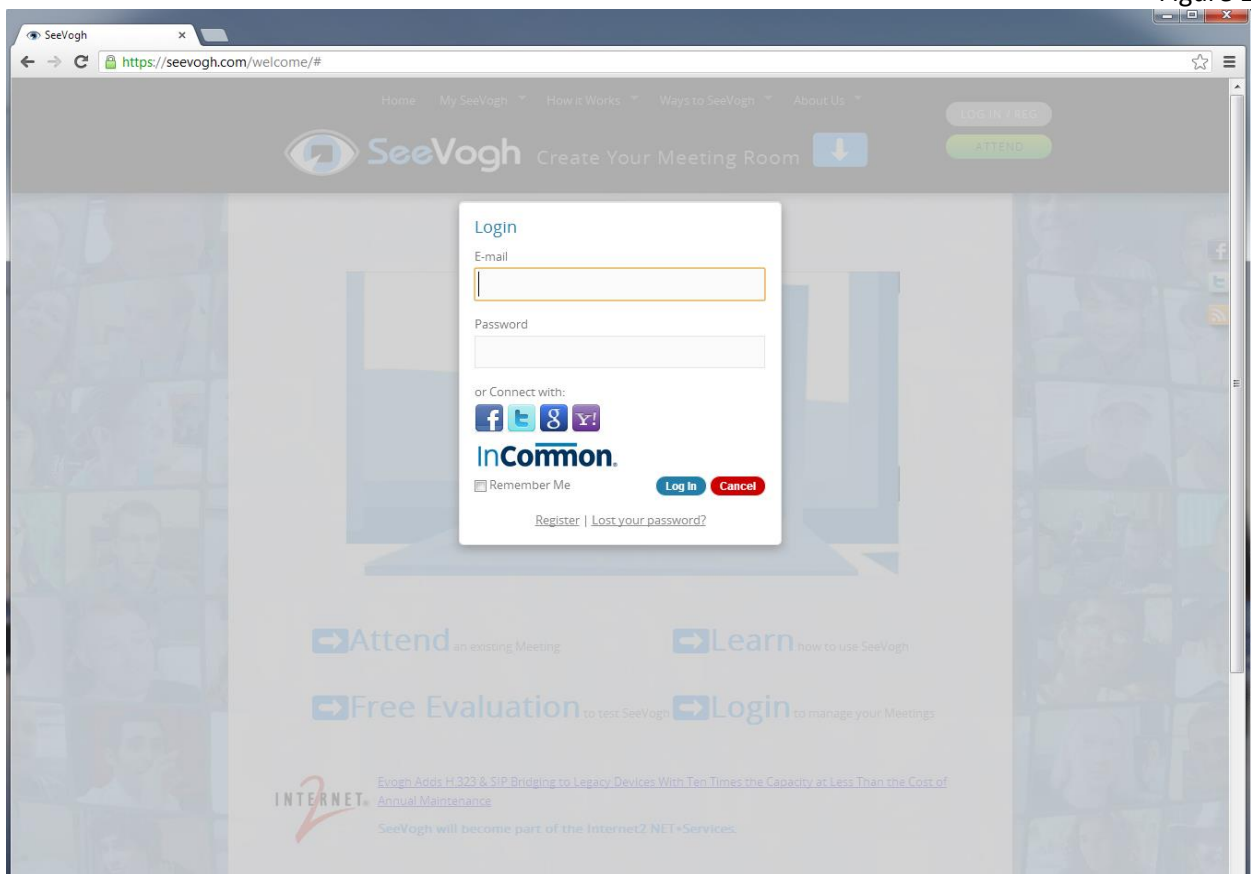 Figure
SeeVogh
https://seevogh.com/welcome/#
Home My SeeVogh How it Works Ways to SeeVogh About Us
LOG IN / REG
SeeVogh Create Your Meeting Room
ATTEND
Login
E-mail
Password
or Connect with:
f t g Y!
InCommon.
Remember Me Log In Cancel
Register | Lost your password?
Attend an existing Meeting
Learn how to use SeeVogh
Free Evaluation to test SeeVogh
Login to manage your Meetings
INTERNET 2
Evogh Adds H.323 & SIP Bridging to Legacy Devices With Ten Times the Capacity at Less Than the Cost of
Annual Maintenance
SeeVogh will become part of the Internet2 NET+Services.